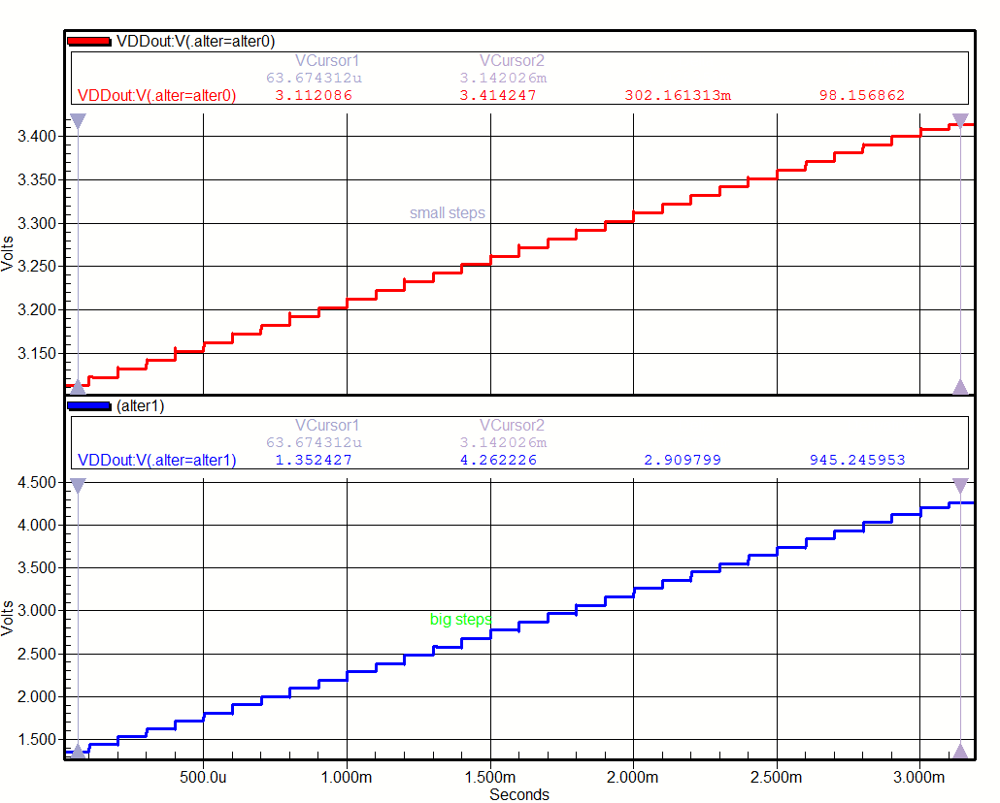 VDDout:V(.alter=alter0)
VCursor1 VCursor2
63.674312u 3.142026m
VDDout:V(.alter=alter0) 3.112086 3.414247 302.161313m 98.156862
3.400
3.350
small steps
3.300
Volts
3.250
3.200
3.150
(alter1)
VCursor1 VCursor2
63.674312u 3.142026m
VDDout:V(.alter=alter1) 1.352427 4.262226 2.909799 945.245953
4.500
4.000
3.500
3.000
Volts
big steps
2.500
2.000
1.500
500.0u 1.000m 1.500m 2.000m 2.500m 3.000m
Seconds